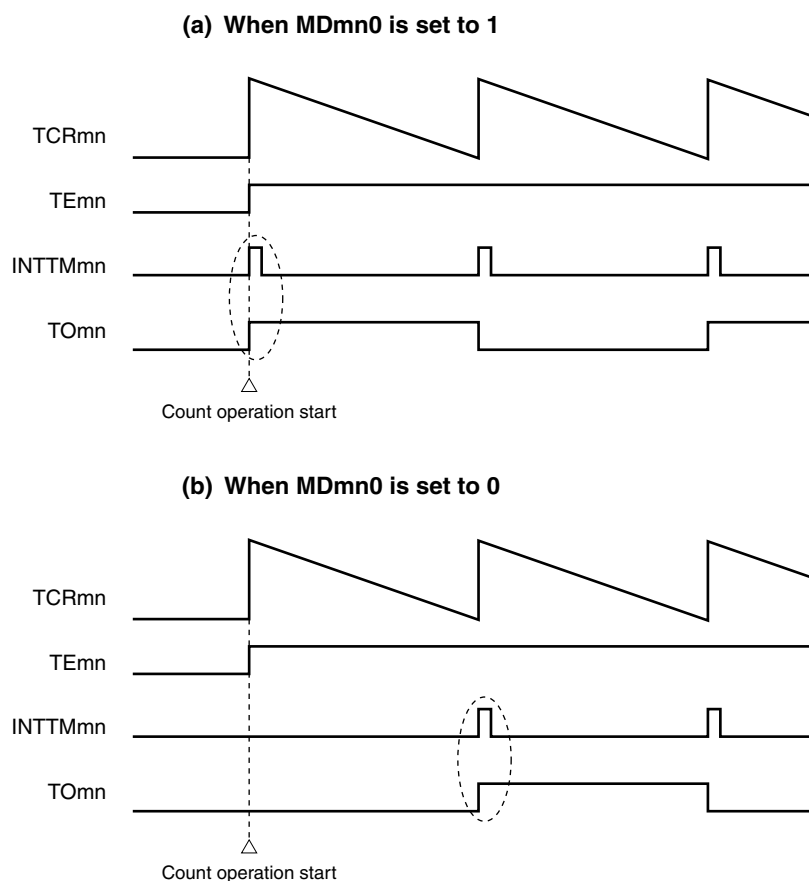 (a) When MDmn0 is set to 1
TCRmn
TEmn
INTTMmn
TOmn
Count operation start
(b) When MDmn0 is set to 0
TCRmn
TEmn
INTTMmn
TOmn
Count operation start